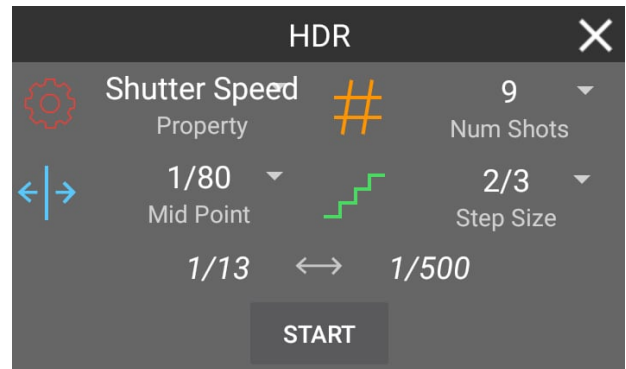 HDR
Shutter Speed 9
Property Num Shots
1/80 2/3
Mid Point Step Size
1/13 ⟷ 1/500
START